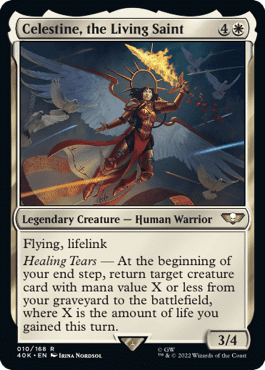 Celestine, the Living Saint 4
Legendary Creature — Human Warrior
Flying, lifelink
Healing Tears — At the beginning of
your end step, return target creature
card with mana value X or less from
your graveyard to the battlefield,
where X is the amount of life you
gained this turn.
3/4
010/168 R
40K • EN Irina Nordsol
© GW
™ & © 2022 Wizards of the Coast